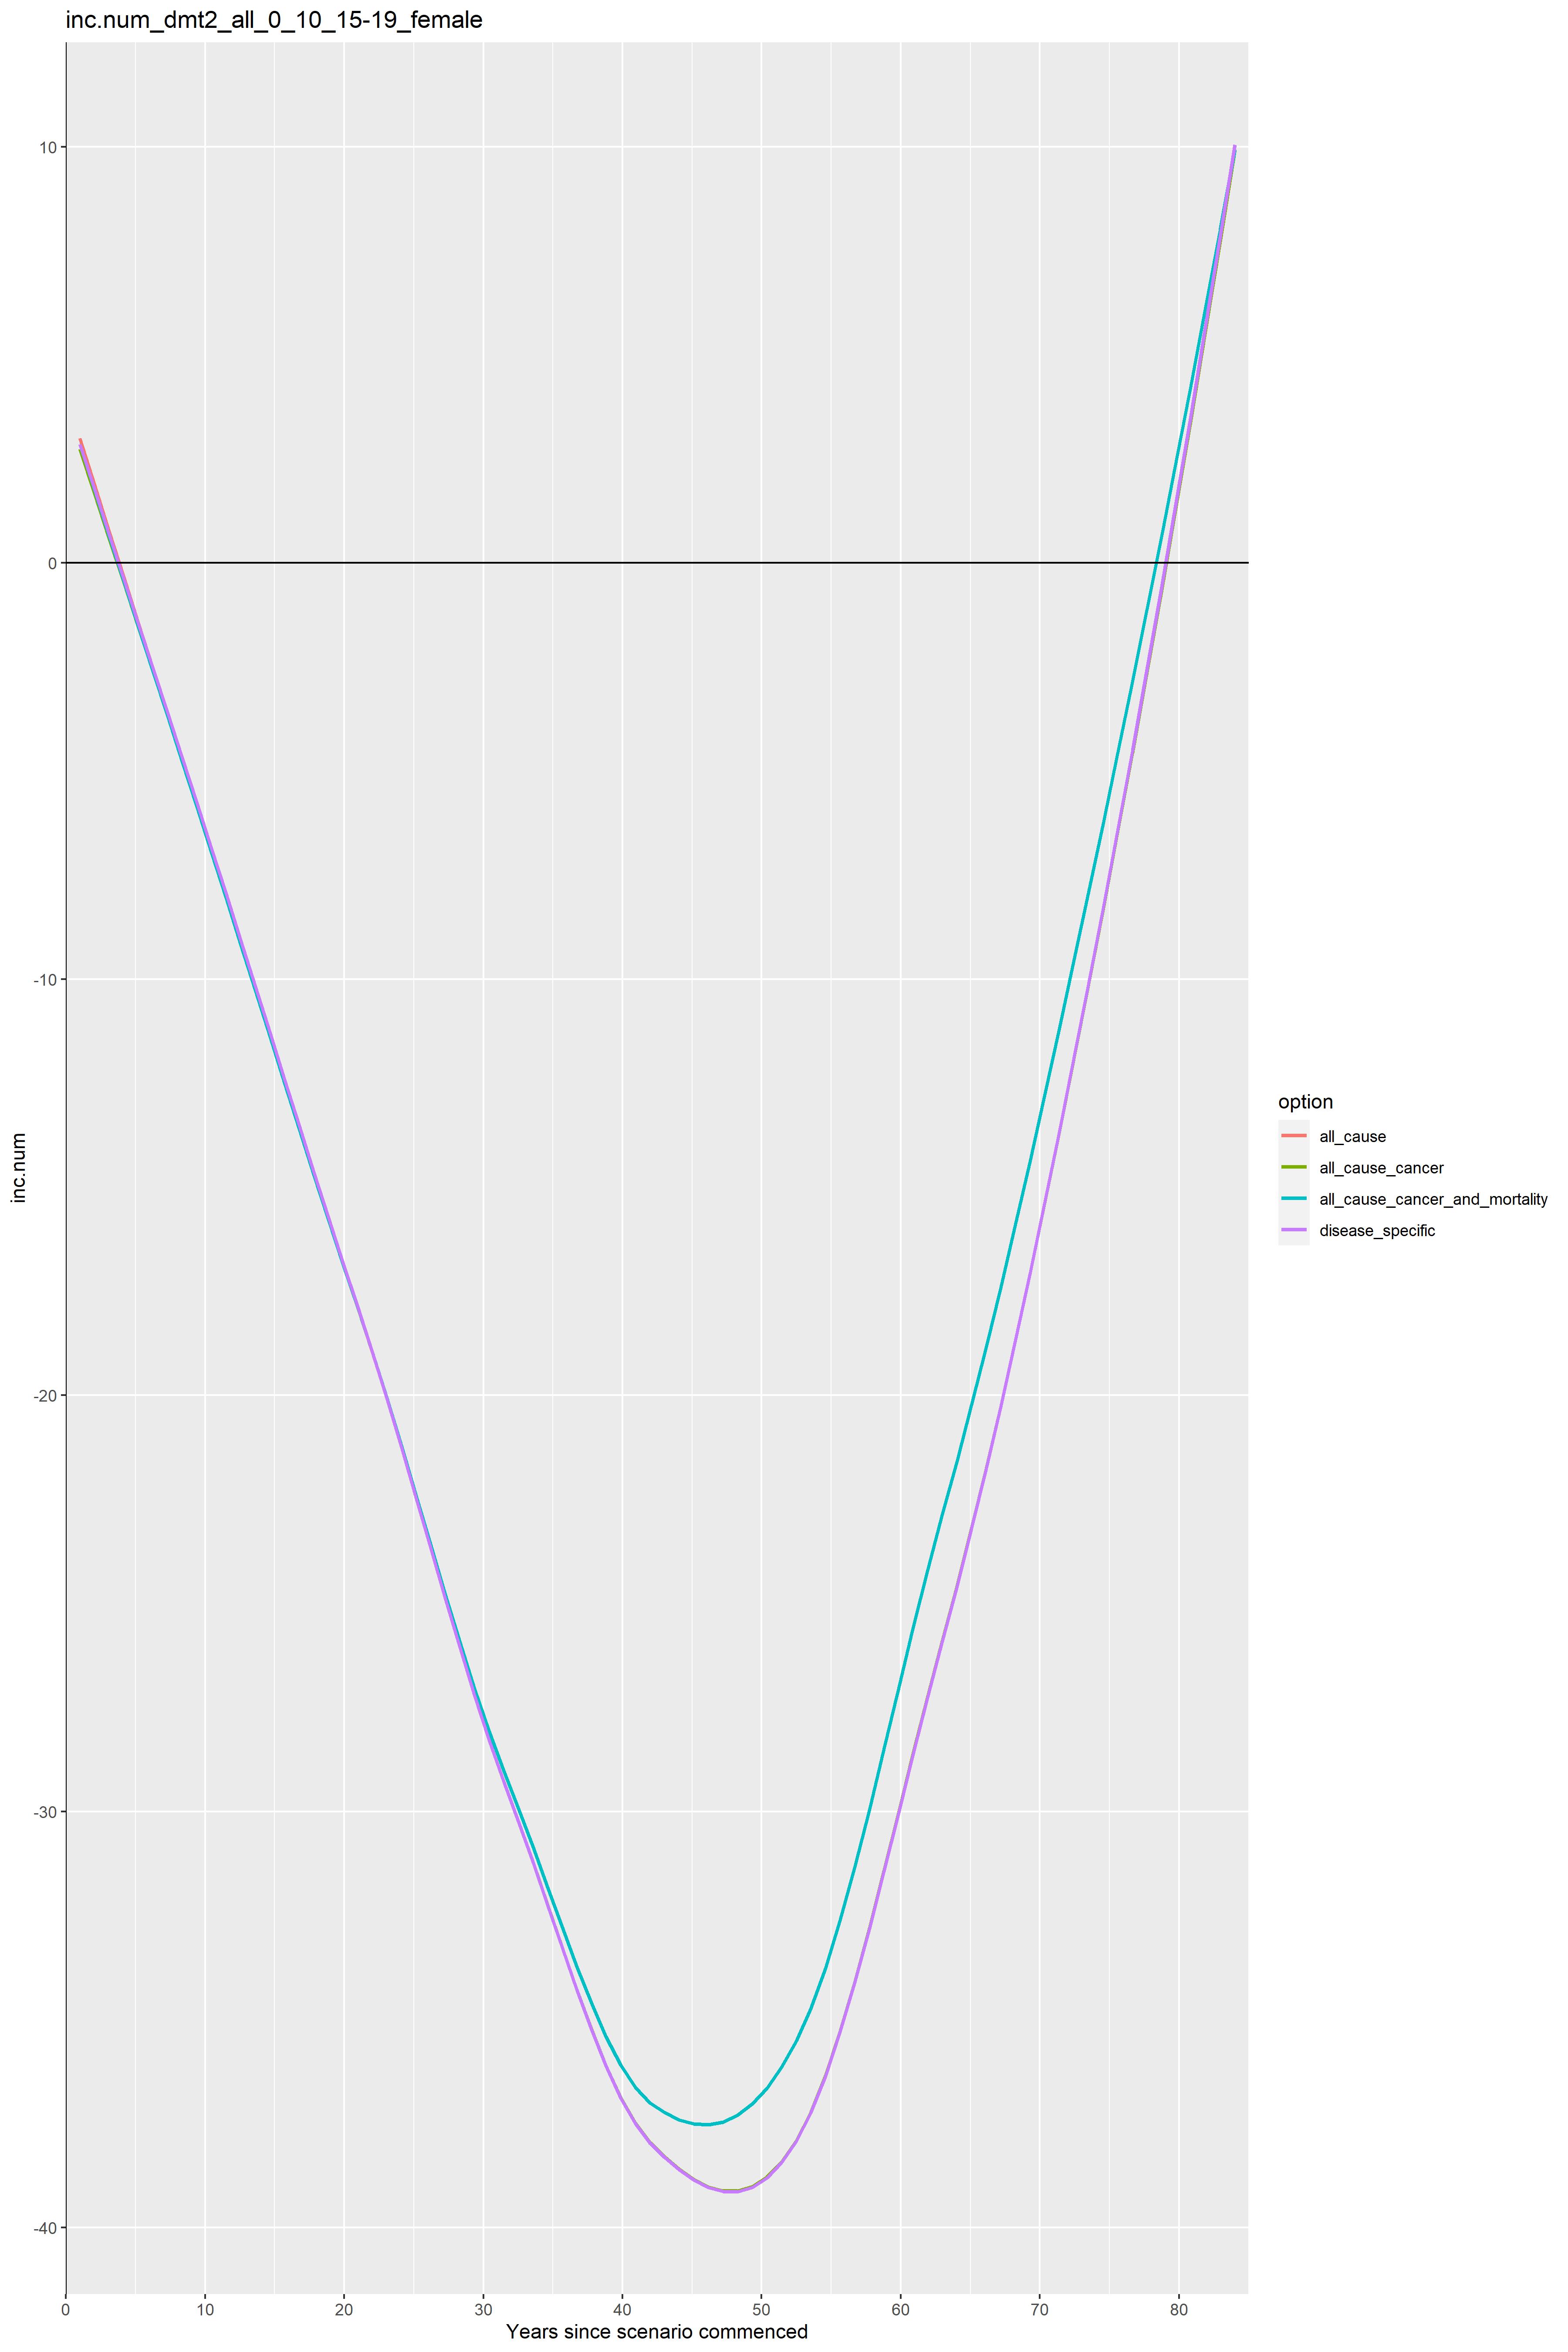 inc.num_dmt2_all_0_10_15-19_female
10
0
-10
-20
-30
-40
inc.num
0 10 20 30 40 50 60 70 80
Years since scenario commenced
option
all_cause
all_cause_cancer
all_cause_cancer_and_mortality
disease_specific